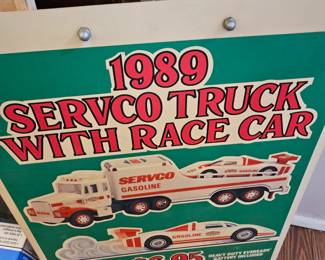 1989
SERVCO TRUCK
WITH RACE CAR
SERVCO
GASOLINE
GASOLINE
HEAVY DUTY EVEREADY
BATTERY INCLUDED